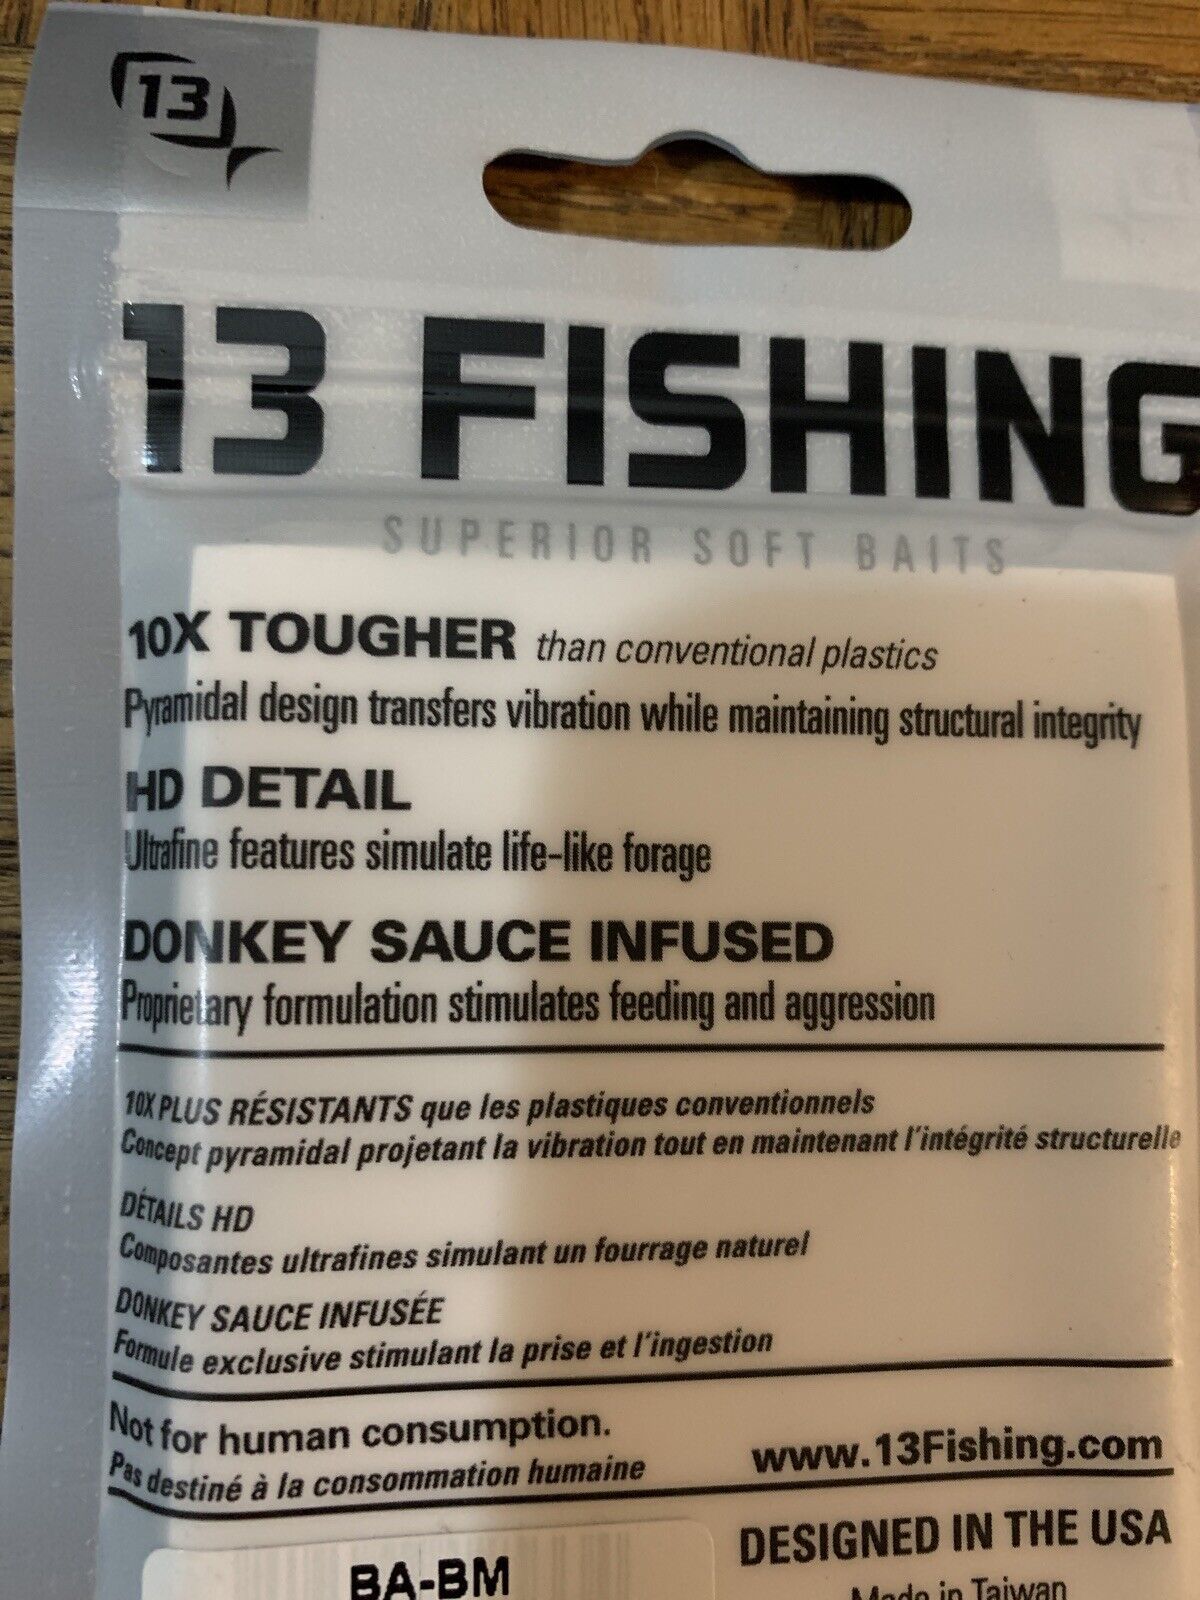 13
13 FISHING
SUPERIOR SOFT BAITS
10X TOUGHER than conventional plastics
Pyramidal design transfers vibration while maintaining structural integrity
HD DETAIL
Ultrafine features simulate life-like forage
DONKEY SAUCE INFUSED
Proprietary formulation stimulates feeding and aggression
10X PLUS RÉSISTANTS que les plastiques conventionnels
Concept pyramidal projetant la vibration tout en maintenant l'intégrité structurelle
DÉTAILS HD
Composantes ultrafines simulant un fourrage naturel
DONKEY SAUCE INFUSÉE
Formule exclusive stimulant la prise et l'ingestion
Not for human consumption.
Pas destiné à la consommation humaine
www.13Fishing.com
DESIGNED IN THE USA
Made in Taiwan
BA-BM